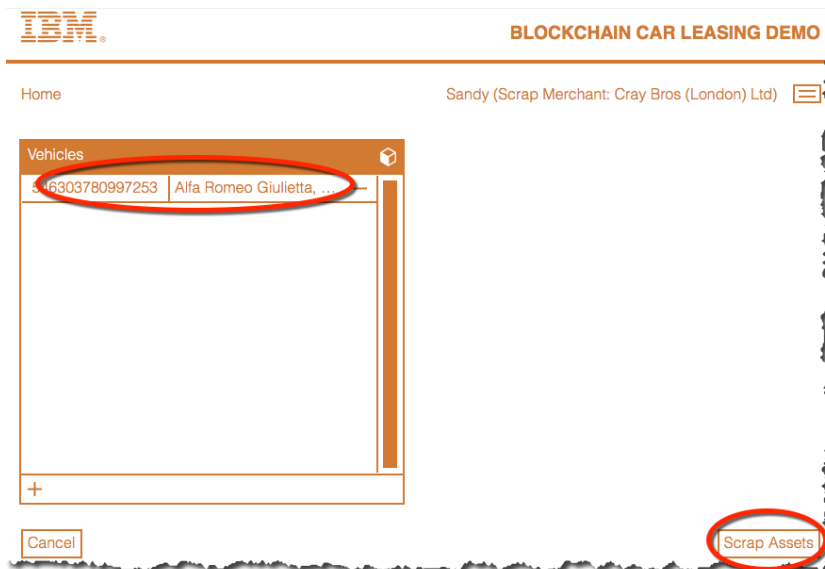 IBM®
BLOCKCHAIN CAR LEASING DEMO
Home
Sandy (Scrap Merchant: Cray Bros (London) Ltd)
Vehicles
546303780997253 Alfa Romeo Giulietta, ...
+
Cancel
Scrap Assets